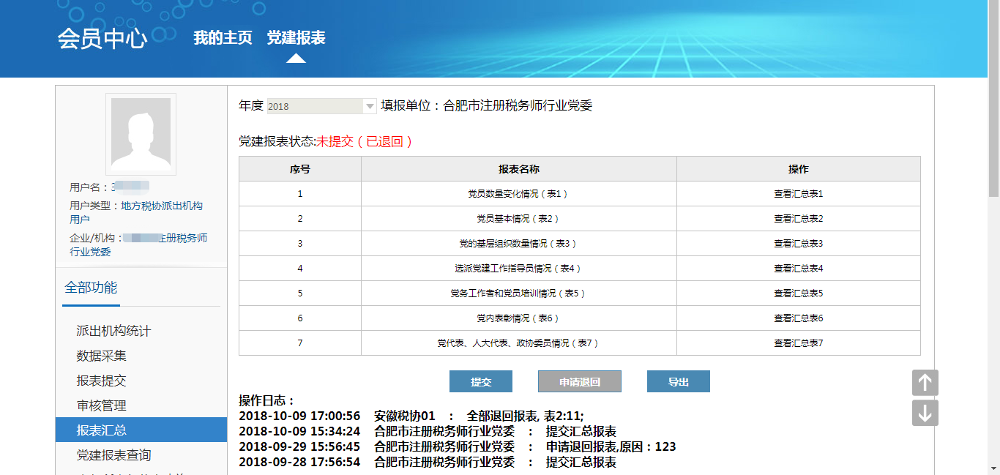 会员中心 我的主页 党建报表
用户名：3
用户类型：地方税协派出机构
用户
企业/机构： 注册税务师
行业党委
全部功能
派出机构统计
数据采集
报表提交
审核管理
报表汇总
党建报表查询
年度 2018 填报单位：合肥市注册税务师行业党委
党建报表状态:未提交（已退回）
序号 报表名称 操作
1 党员数量变化情况（表1） 查看汇总表1
2 党员基本情况（表2） 查看汇总表2
3 党的基层组织数量情况（表3） 查看汇总表3
4 选派党建工作指导员情况（表4） 查看汇总表4
5 党务工作者和党员培训情况（表5） 查看汇总表5
6 党内表彰情况（表6） 查看汇总表6
7 党代表、人大代表、政协委员情况（表7） 查看汇总表7
提交 申请退回 导出
操作日志：
2018-10-09 17:00:56 安徽税协01 ： 全部退回报表, 表2:11;
2018-10-09 15:34:24 合肥市注册税务师行业党委 ： 提交汇总报表
2018-09-29 15:56:45 合肥市注册税务师行业党委 ： 申请退回报表,原因：123
2018-09-28 17:56:54 合肥市注册税务师行业党委 ： 提交汇总报表